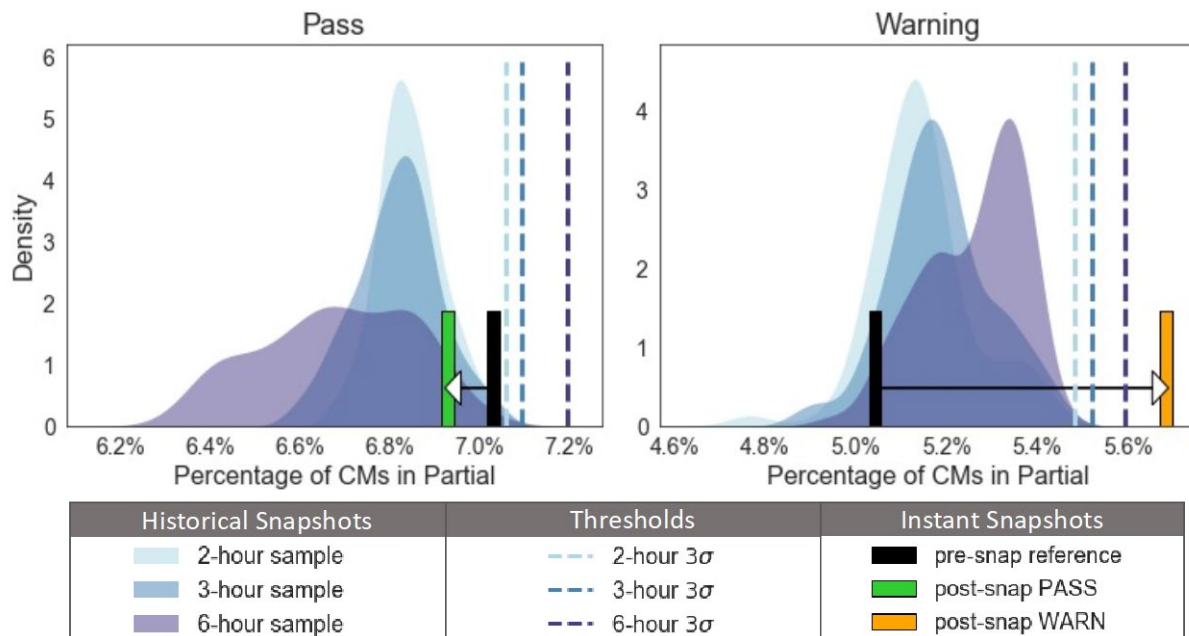 Pass
Warning
6
5
4
3
2
1
0
Density
6.2% 6.4% 6.6% 6.8% 7.0% 7.2%
Percentage of CMs in Partial
4
3
2
1
0
4.6% 4.8% 5.0% 5.2% 5.4% 5.6%
Percentage of CMs in Partial
Historical Snapshots
2-hour sample
3-hour sample
6-hour sample
Thresholds
2-hour 3σ
3-hour 3σ
6-hour 3σ
Instant Snapshots
pre-snap reference
post-snap PASS
post-snap WARN